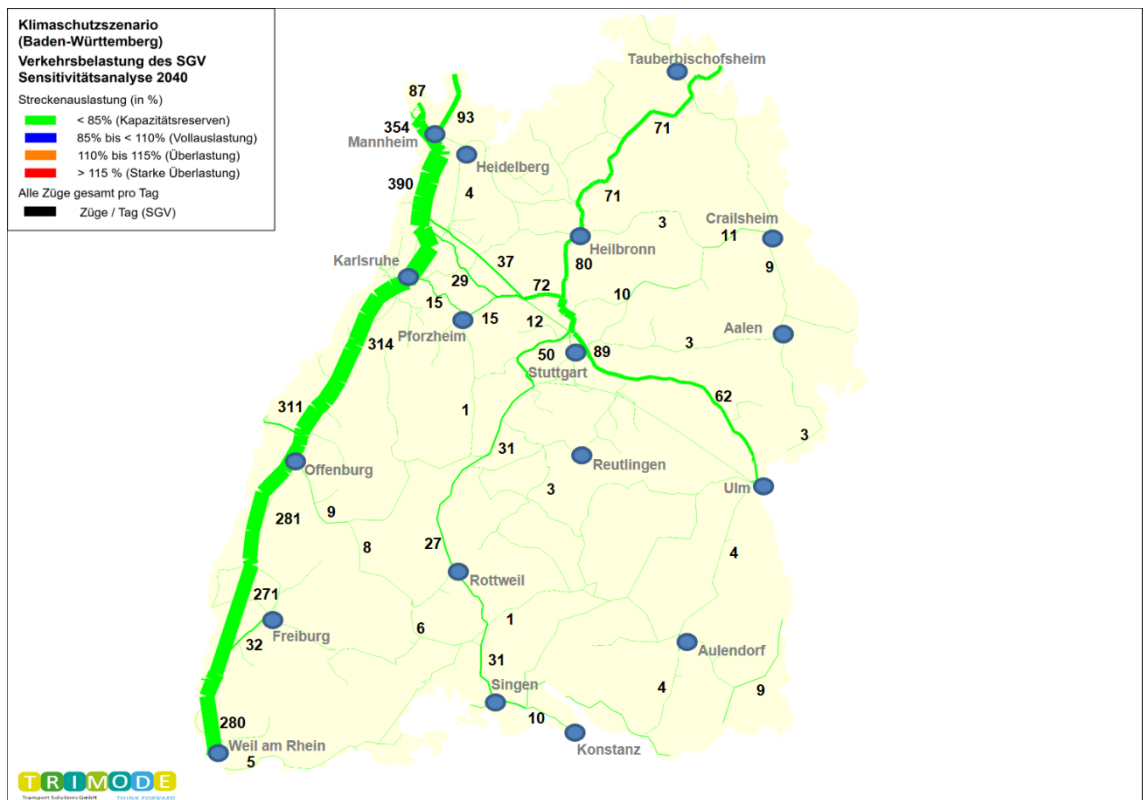 Klimaschutzszenario
(Baden-Württemberg)
Verkehrsbelastung des SGV
Sensitivitätsanalyse 2040
Streckenauslastung (in %)
< 85% (Kapazitätsreserven)
85% bis < 110% (Vollauslastung)
110% bis 115% (Überlastung)
> 115 % (Starke Überlastung)
Alle Züge gesamt pro Tag
Züge / Tag (SGV)
Tauberbischofsheim
87
93
354
Mannheim
71
Heidelberg
390
4
71
3
Crailsheim
11
Heilbronn
Karlsruhe
37
80
9
29
72
10
15
15
12
Pforzheim
Aalen
314
50
89
3
Stuttgart
62
311
1
3
31
Reutlingen
Offenburg
Ulm
3
281
9
8
27
4
Rottweil
271
Freiburg
6
1
32
Aulendorf
31
Singen
4
9
280
10
Weil am Rhein
Konstanz
5
TRIMODE
Transport Solutions GmbH
THINK FORWARD